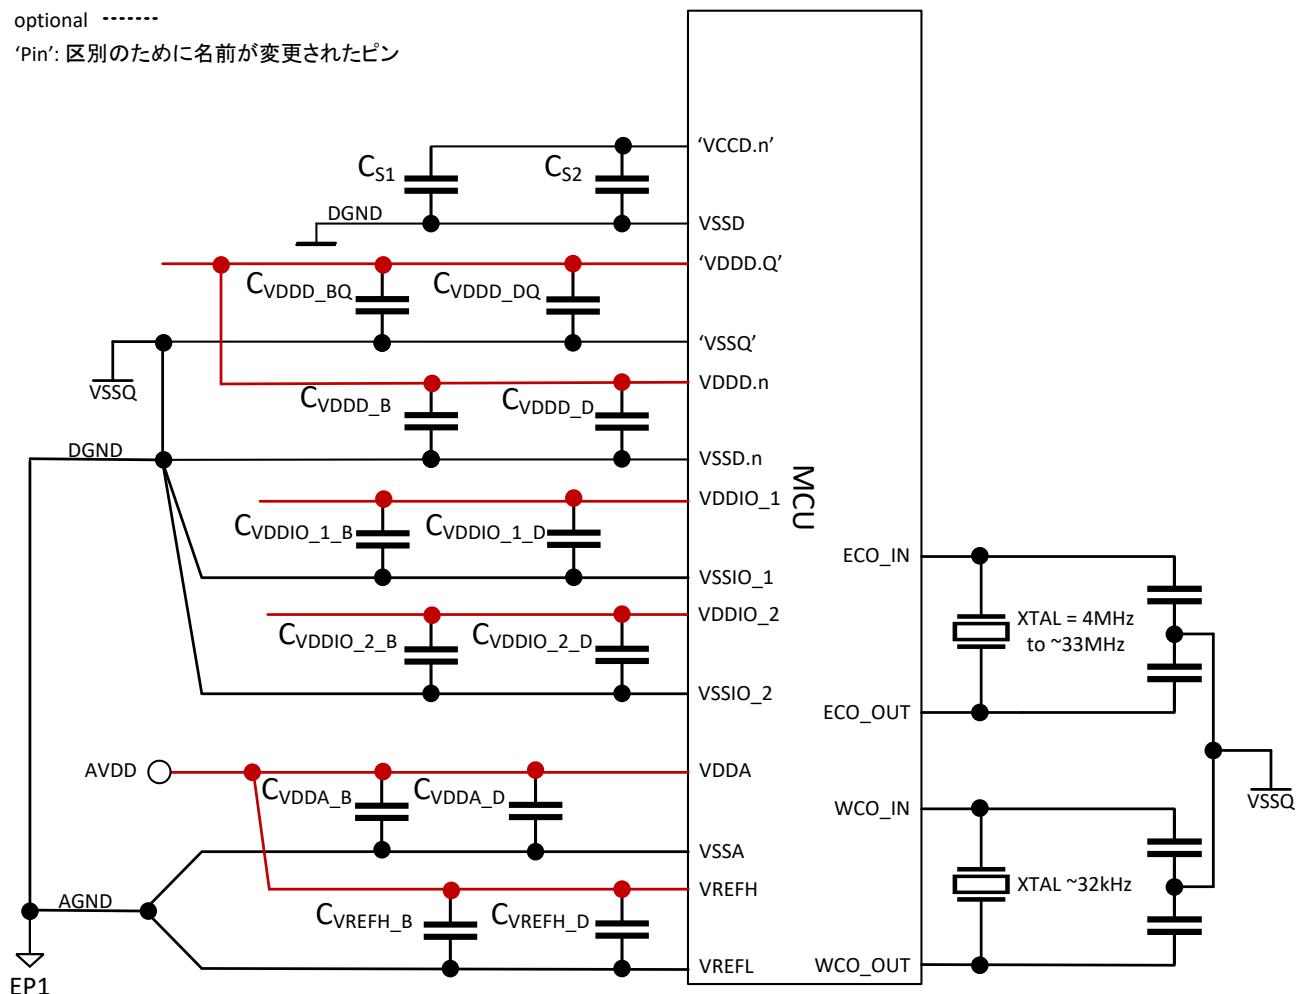 optional
‘Pin’: 区別のために名前が変更されたピン
‘VCCD.n’
CS1
CS2
DGND
VSSD
‘VDDD.Q’
CVDDD_BQ
CVDDD_DQ
‘VSSQ’
VSSQ
VDDD.n
CVDDD_B
CVDDD_D
DGND
VSSD.n
MCU
VDDIO_1
CVDDIO_1_B
CVDDIO_1_D
VSSIO_1
VDDIO_2
CVDDIO_2_B
CVDDIO_2_D
VSSIO_2
AVDD
VDDA
CVDDA_B
CVDDA_D
VSSA
VREFH
AGND
CVREFH_B
CVREFH_D
VREFL
EP1
ECO_IN
XTAL = 4MHz
to ~33MHz
ECO_OUT
VSSQ
WCO_IN
XTAL ~32kHz
WCO_OUT